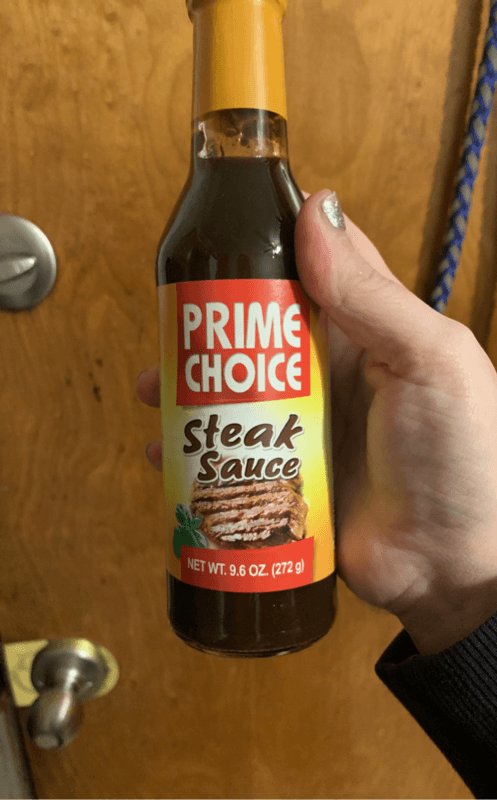 PRIME
CHOICE
Steak
Sauce
NET WT. 9.6 OZ. (272 g)